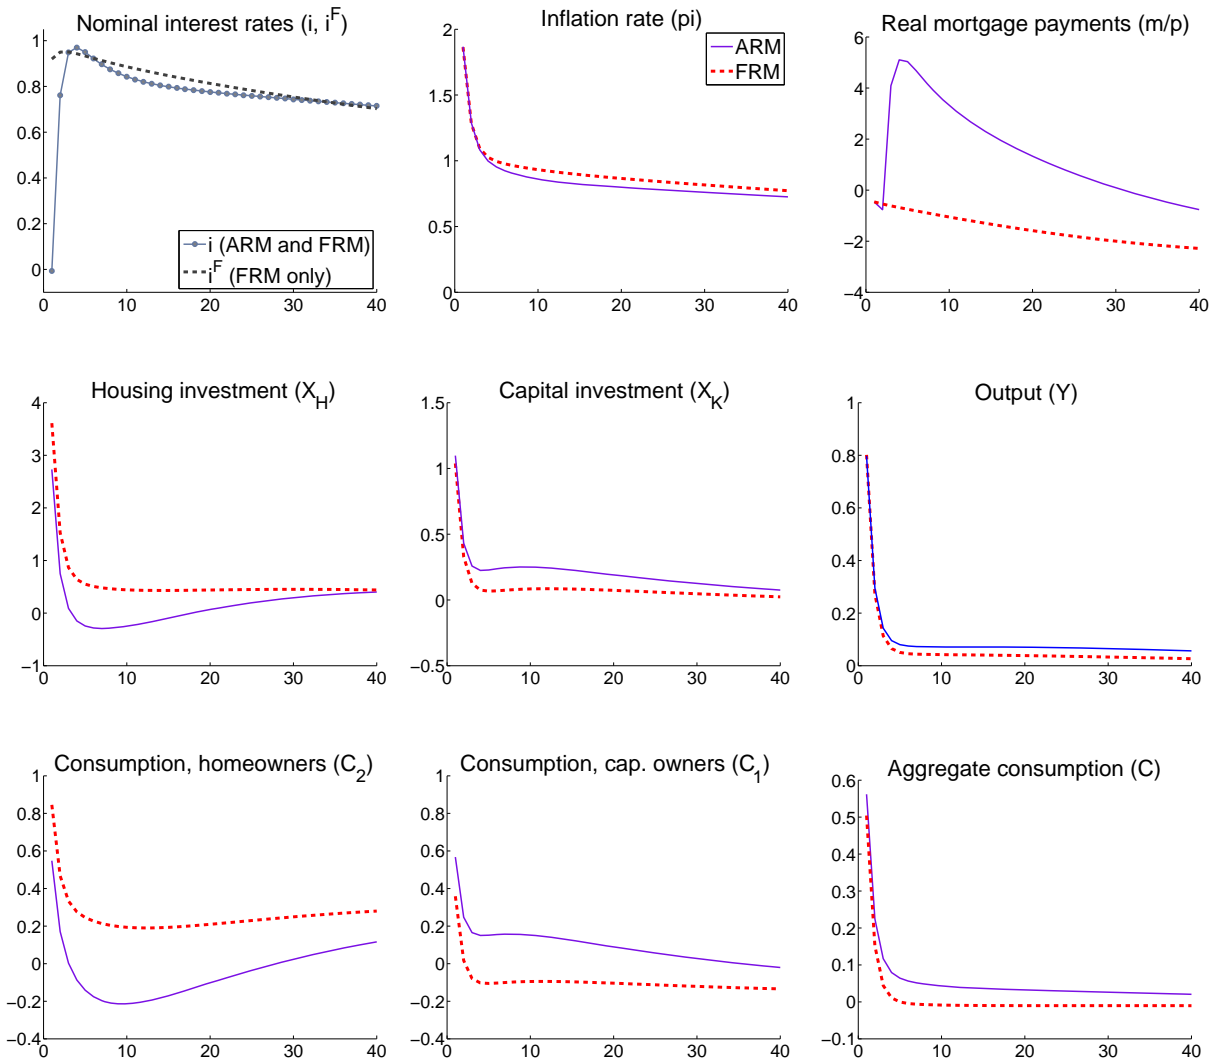 Nominal interest rates (i, i^F)
1
0.8
0.6
0.4
0.2
0
i (ARM and FRM)
i^F (FRM only)
0 10 20 30 40
Inflation rate (pi)
2
1.5
1
0.5
0
ARM
FRM
0 10 20 30 40
Real mortgage payments (m/p)
6
4
2
0
−2
−4
0 10 20 30 40
Housing investment (X_H)
4
3
2
1
0
−1
0 10 20 30 40
Capital investment (X_K)
1.5
1
0.5
0
−0.5
0 10 20 30 40
Output (Y)
1
0.8
0.6
0.4
0.2
0
0 10 20 30 40
Consumption, homeowners (C_2)
1
0.8
0.6
0.4
0.2
0
−0.2
−0.4
0 10 20 30 40
Consumption, cap. owners (C_1)
1
0.8
0.6
0.4
0.2
0
−0.2
−0.4
0 10 20 30 40
Aggregate consumption (C)
0.6
0.5
0.4
0.3
0.2
0.1
0
−0.1
0 10 20 30 40